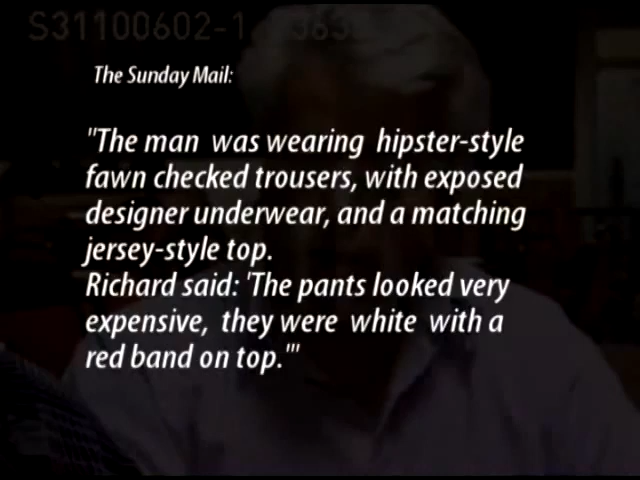 S31100602-1
The Sunday Mail:
"The man was wearing hipster-style
fawn checked trousers, with exposed
designer underwear, and a matching
jersey-style top.
Richard said: 'The pants looked very
expensive, they were white with a
red band on top.'"